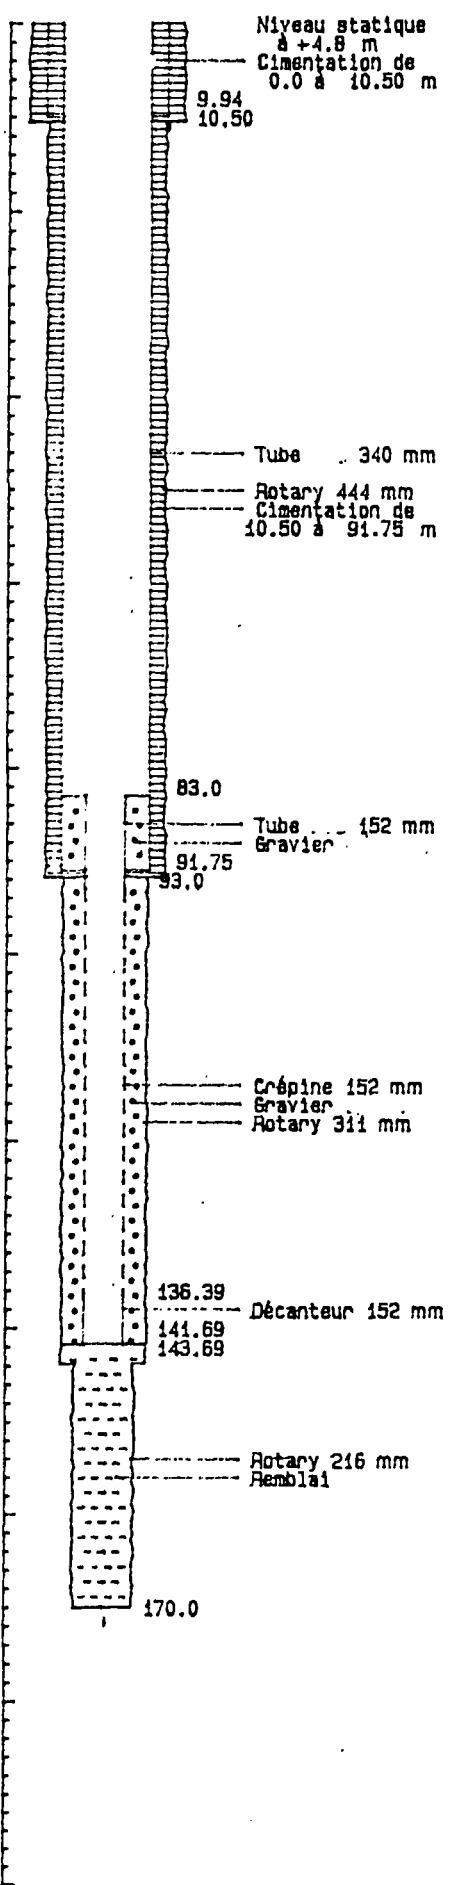 Niveau statique
à +4.8 m
Cimentation de
0.0 à 10.50 m
9.94
10.50
Tube .. 340 mm
Rotary 444 mm
Cimentation de
10.50 à 91.75 m
83.0
Tube ... 152 mm
Gravier
91.75
93.0
Crépine 152 mm
Gravier
Rotary 311 mm
136.39
Décanteur 152 mm
141.69
143.69
Rotary 216 mm
Remblai
170.0